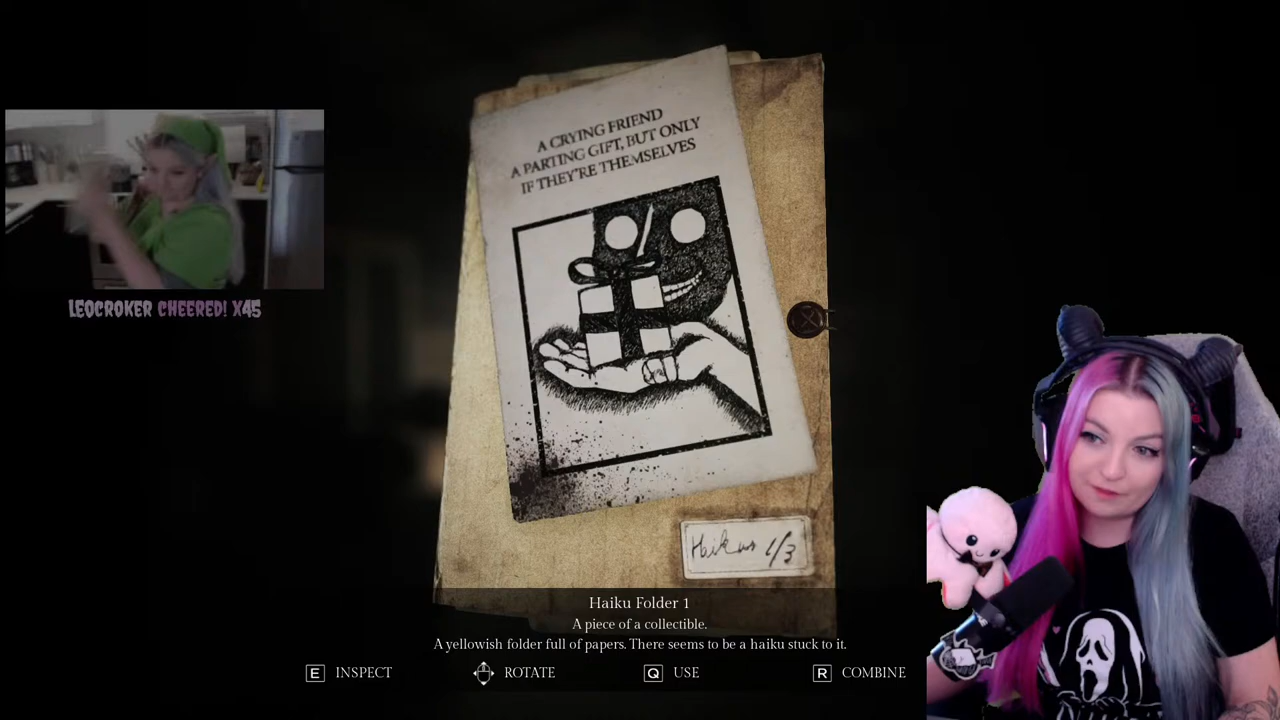 A CRYING FRIEND
A PARTING GIFT, BUT ONLY
IF THEY'RE THEMSELVES
LEOCROKER CHEERED! X45
Haikus 1/3
Haiku Folder 1
A piece of a collectible.
A yellowish folder full of papers. There seems to be a haiku stuck to it.
E INSPECT
ROTATE
Q USE
R COMBINE